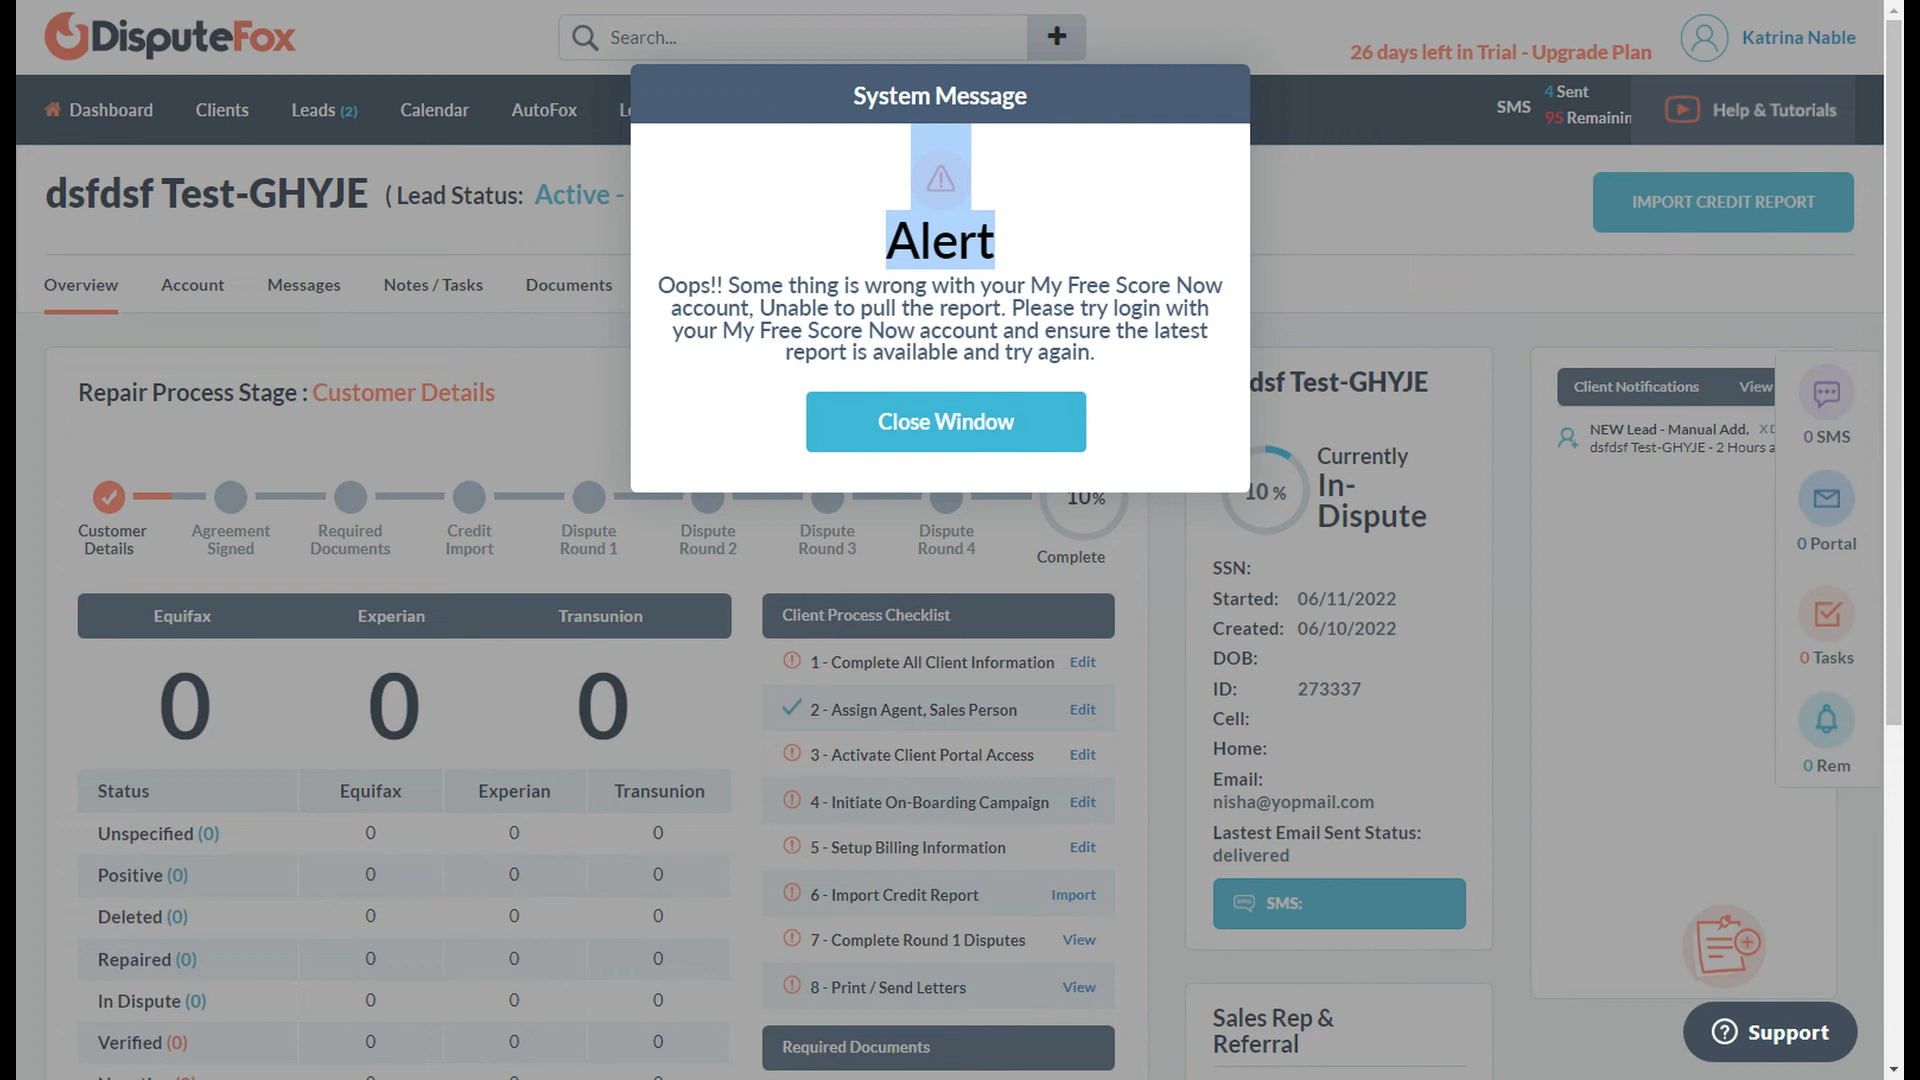 DisputeFox
Search...
26 days left in Trial - Upgrade Plan
Katrina Nable
Dashboard
Clients
Leads (2)
Calendar
AutoFox
SMS
4 Sent
95 Remainin
Help & Tutorials
System Message
Alert
Oops!! Some thing is wrong with your My Free Score Now
account, Unable to pull the report. Please try login with
your My Free Score Now account and ensure the latest
report is available and try again.
Close Window
dsfdsf Test-GHYJE
( Lead Status: Active -
IMPORT CREDIT REPORT
Overview
Account
Messages
Notes / Tasks
Documents
Repair Process Stage : Customer Details
Customer
Details
Agreement
Signed
Required
Documents
Credit
Import
Dispute
Round 1
Dispute
Round 2
Dispute
Round 3
Dispute
Round 4
10%
Complete
Equifax Experian Transunion
0 0 0
Status Equifax Experian Transunion
Unspecified (0) 0 0 0
Positive (0) 0 0 0
Deleted (0) 0 0 0
Repaired (0) 0 0 0
In Dispute (0) 0 0 0
Verified (0) 0 0 0
Client Process Checklist
1 - Complete All Client Information Edit
2 - Assign Agent, Sales Person Edit
3 - Activate Client Portal Access Edit
4 - Initiate On-Boarding Campaign Edit
5 - Setup Billing Information Edit
6 - Import Credit Report Import
7 - Complete Round 1 Disputes View
8 - Print / Send Letters View
Required Documents
dsf Test-GHYJE
10 %
Currently
In-
Dispute
SSN:
Started: 06/11/2022
Created: 06/10/2022
DOB:
ID: 273337
Cell:
Home:
Email:
nisha@yopmail.com
Lastest Email Sent Status:
delivered
SMS:
Sales Rep &
Referral
Client Notifications View
NEW Lead - Manual Add. X D
dsfdsf Test-GHYJE - 2 Hours a
0 SMS
0 Portal
0 Tasks
0 Rem
Support